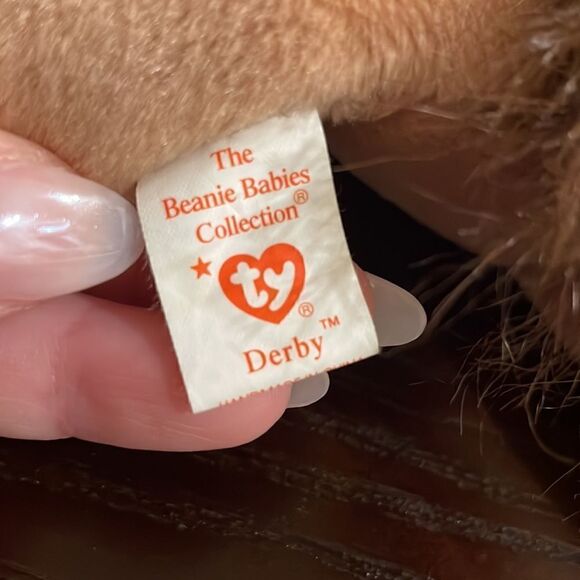 The
Beanie Babies
Collection®
ty®
Derby™